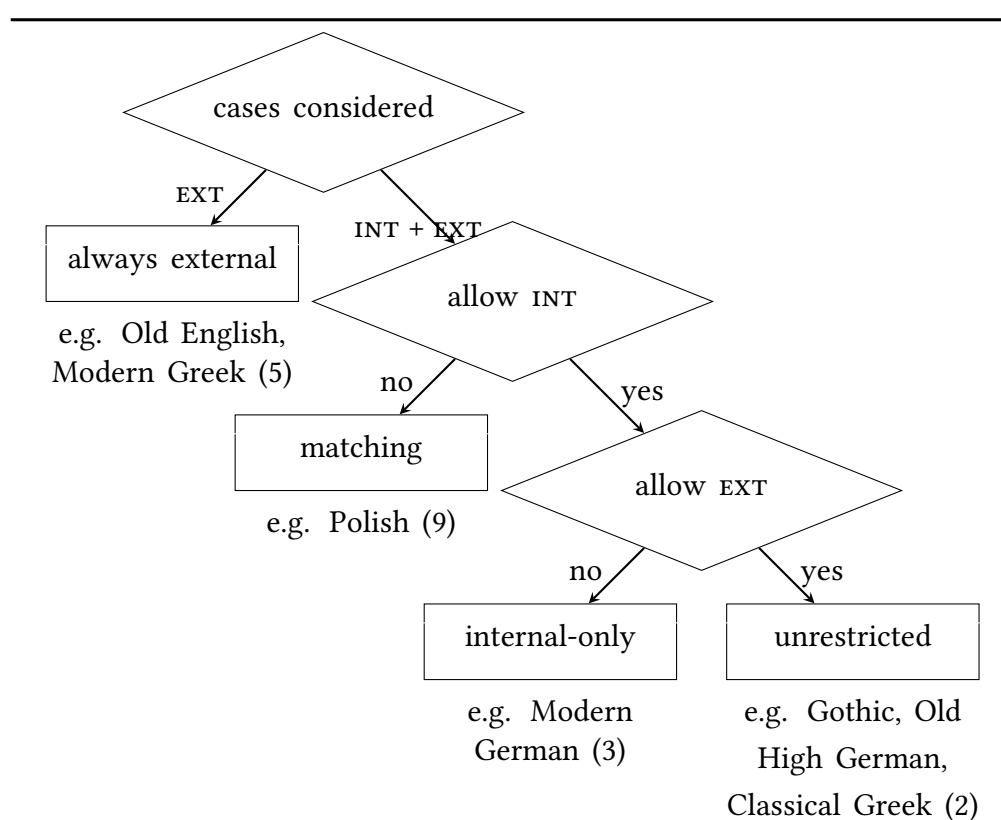 cases considered
EXT
INT + EXT
always external
allow INT
e.g. Old English,
Modern Greek (5)
no
yes
matching
allow EXT
e.g. Polish (9)
no
yes
internal-only
unrestricted
e.g. Modern
German (3)
e.g. Gothic, Old
High German,
Classical Greek (2)